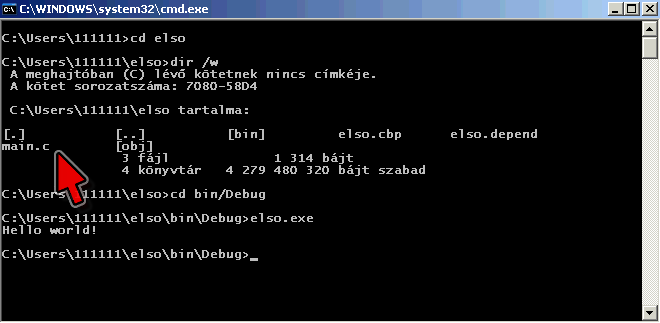 C:\WINDOWS\system32\cmd.exe
C:\Users\111111>cd elso
C:\Users\111111\elso>dir /w
A meghajtóban (C) lévő kötetnek nincs címkéje.
A kötet sorozatszáma: 7080-58D4
C:\Users\111111\elso tartalma:
[.] [..] [bin] elso.cbp elso.depend
main.c [obj]
3 fájl 1 314 bájt
4 könyvtár 4 279 480 320 bájt szabad
C:\Users\111111\elso>cd bin/Debug
C:\Users\111111\elso\bin\Debug>elso.exe
Hello world!
C:\Users\111111\elso\bin\Debug>_